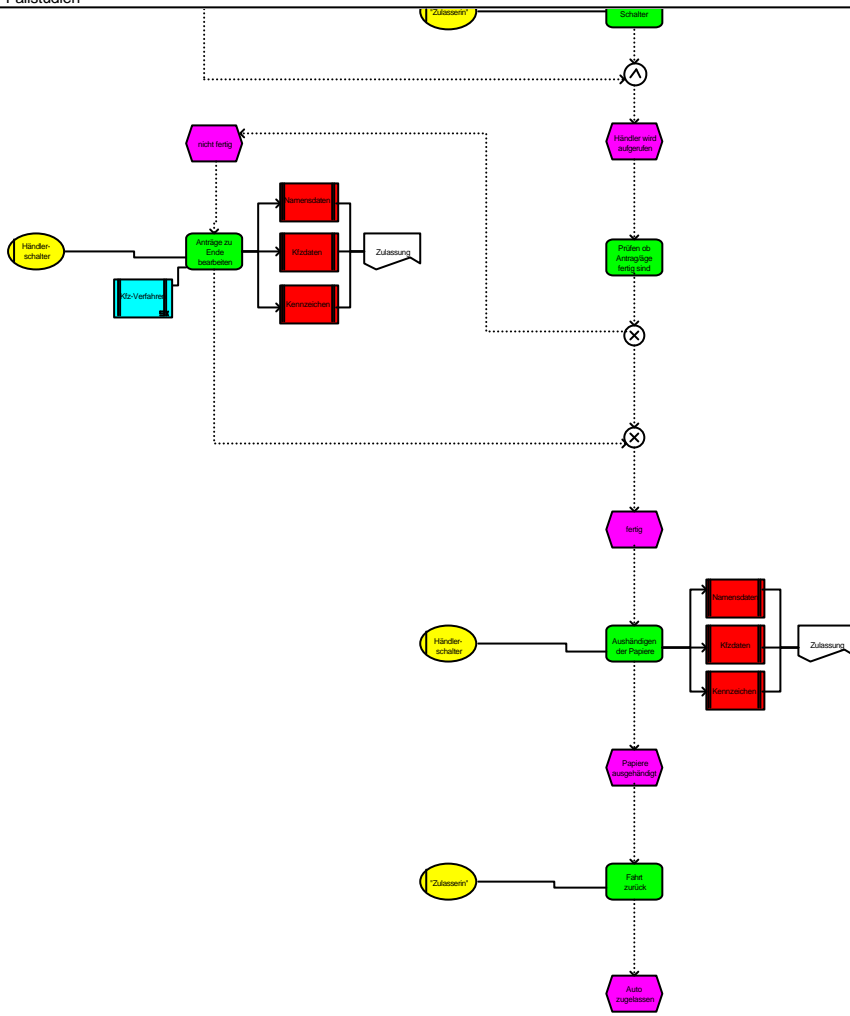 Fallstudien
"Zulasserin"
Schalter
Händler wird
aufgerufen
nicht fertig
Namensdaten
Händler-
schalter
Anträge zu
Ende
bearbeiten
Kfzdaten
Zulassung
Prüfen ob
Antrag/äge
fertig sind
Kfz-Verfahren
Kennzeichen
fertig
Namensdaten
Händler-
schalter
Aushändigen
der Papiere
Kfzdaten
Zulassung
Kennzeichen
Papiere
ausgehändigt
"Zulasserin"
Fahrt
zurück
Auto
zugelassen